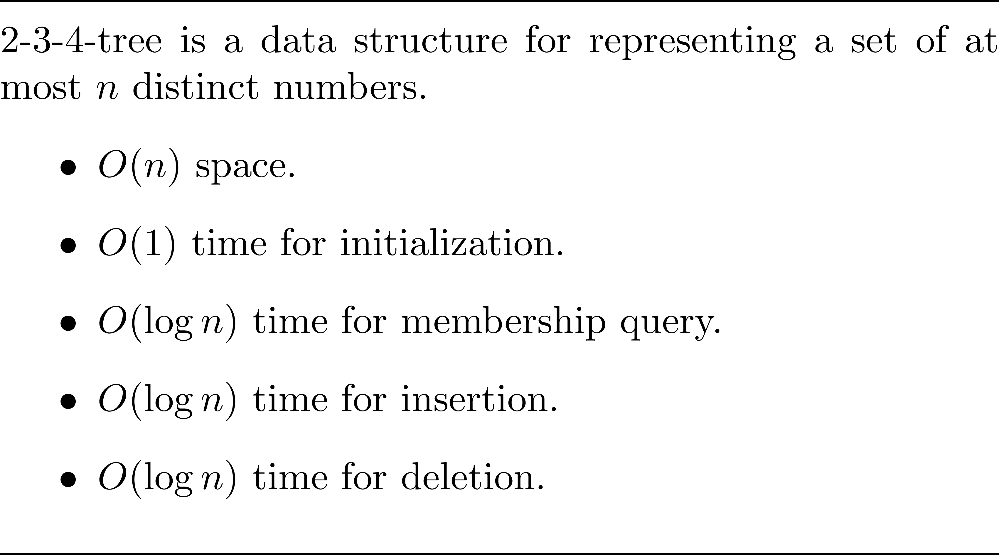 2-3-4-tree is a data structure for representing a set of at
most n distinct numbers.
• O(n) space.
• O(1) time for initialization.
• O(log n) time for membership query.
• O(log n) time for insertion.
• O(log n) time for deletion.